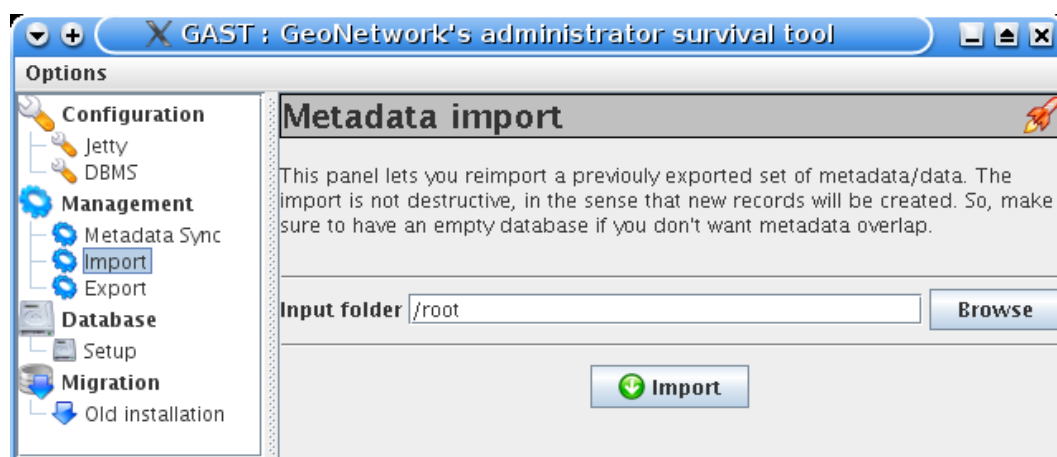 GAST : GeoNetwork's administrator survival tool
Options
Configuration
Jetty
DBMS
Management
Metadata Sync
Import
Export
Database
Setup
Migration
Old installation
Metadata import
This panel lets you reimport a previouly exported set of metadata/data. The
import is not destructive, in the sense that new records will be created. So, make
sure to have an empty database if you don't want metadata overlap.
Input folder /root Browse
Import